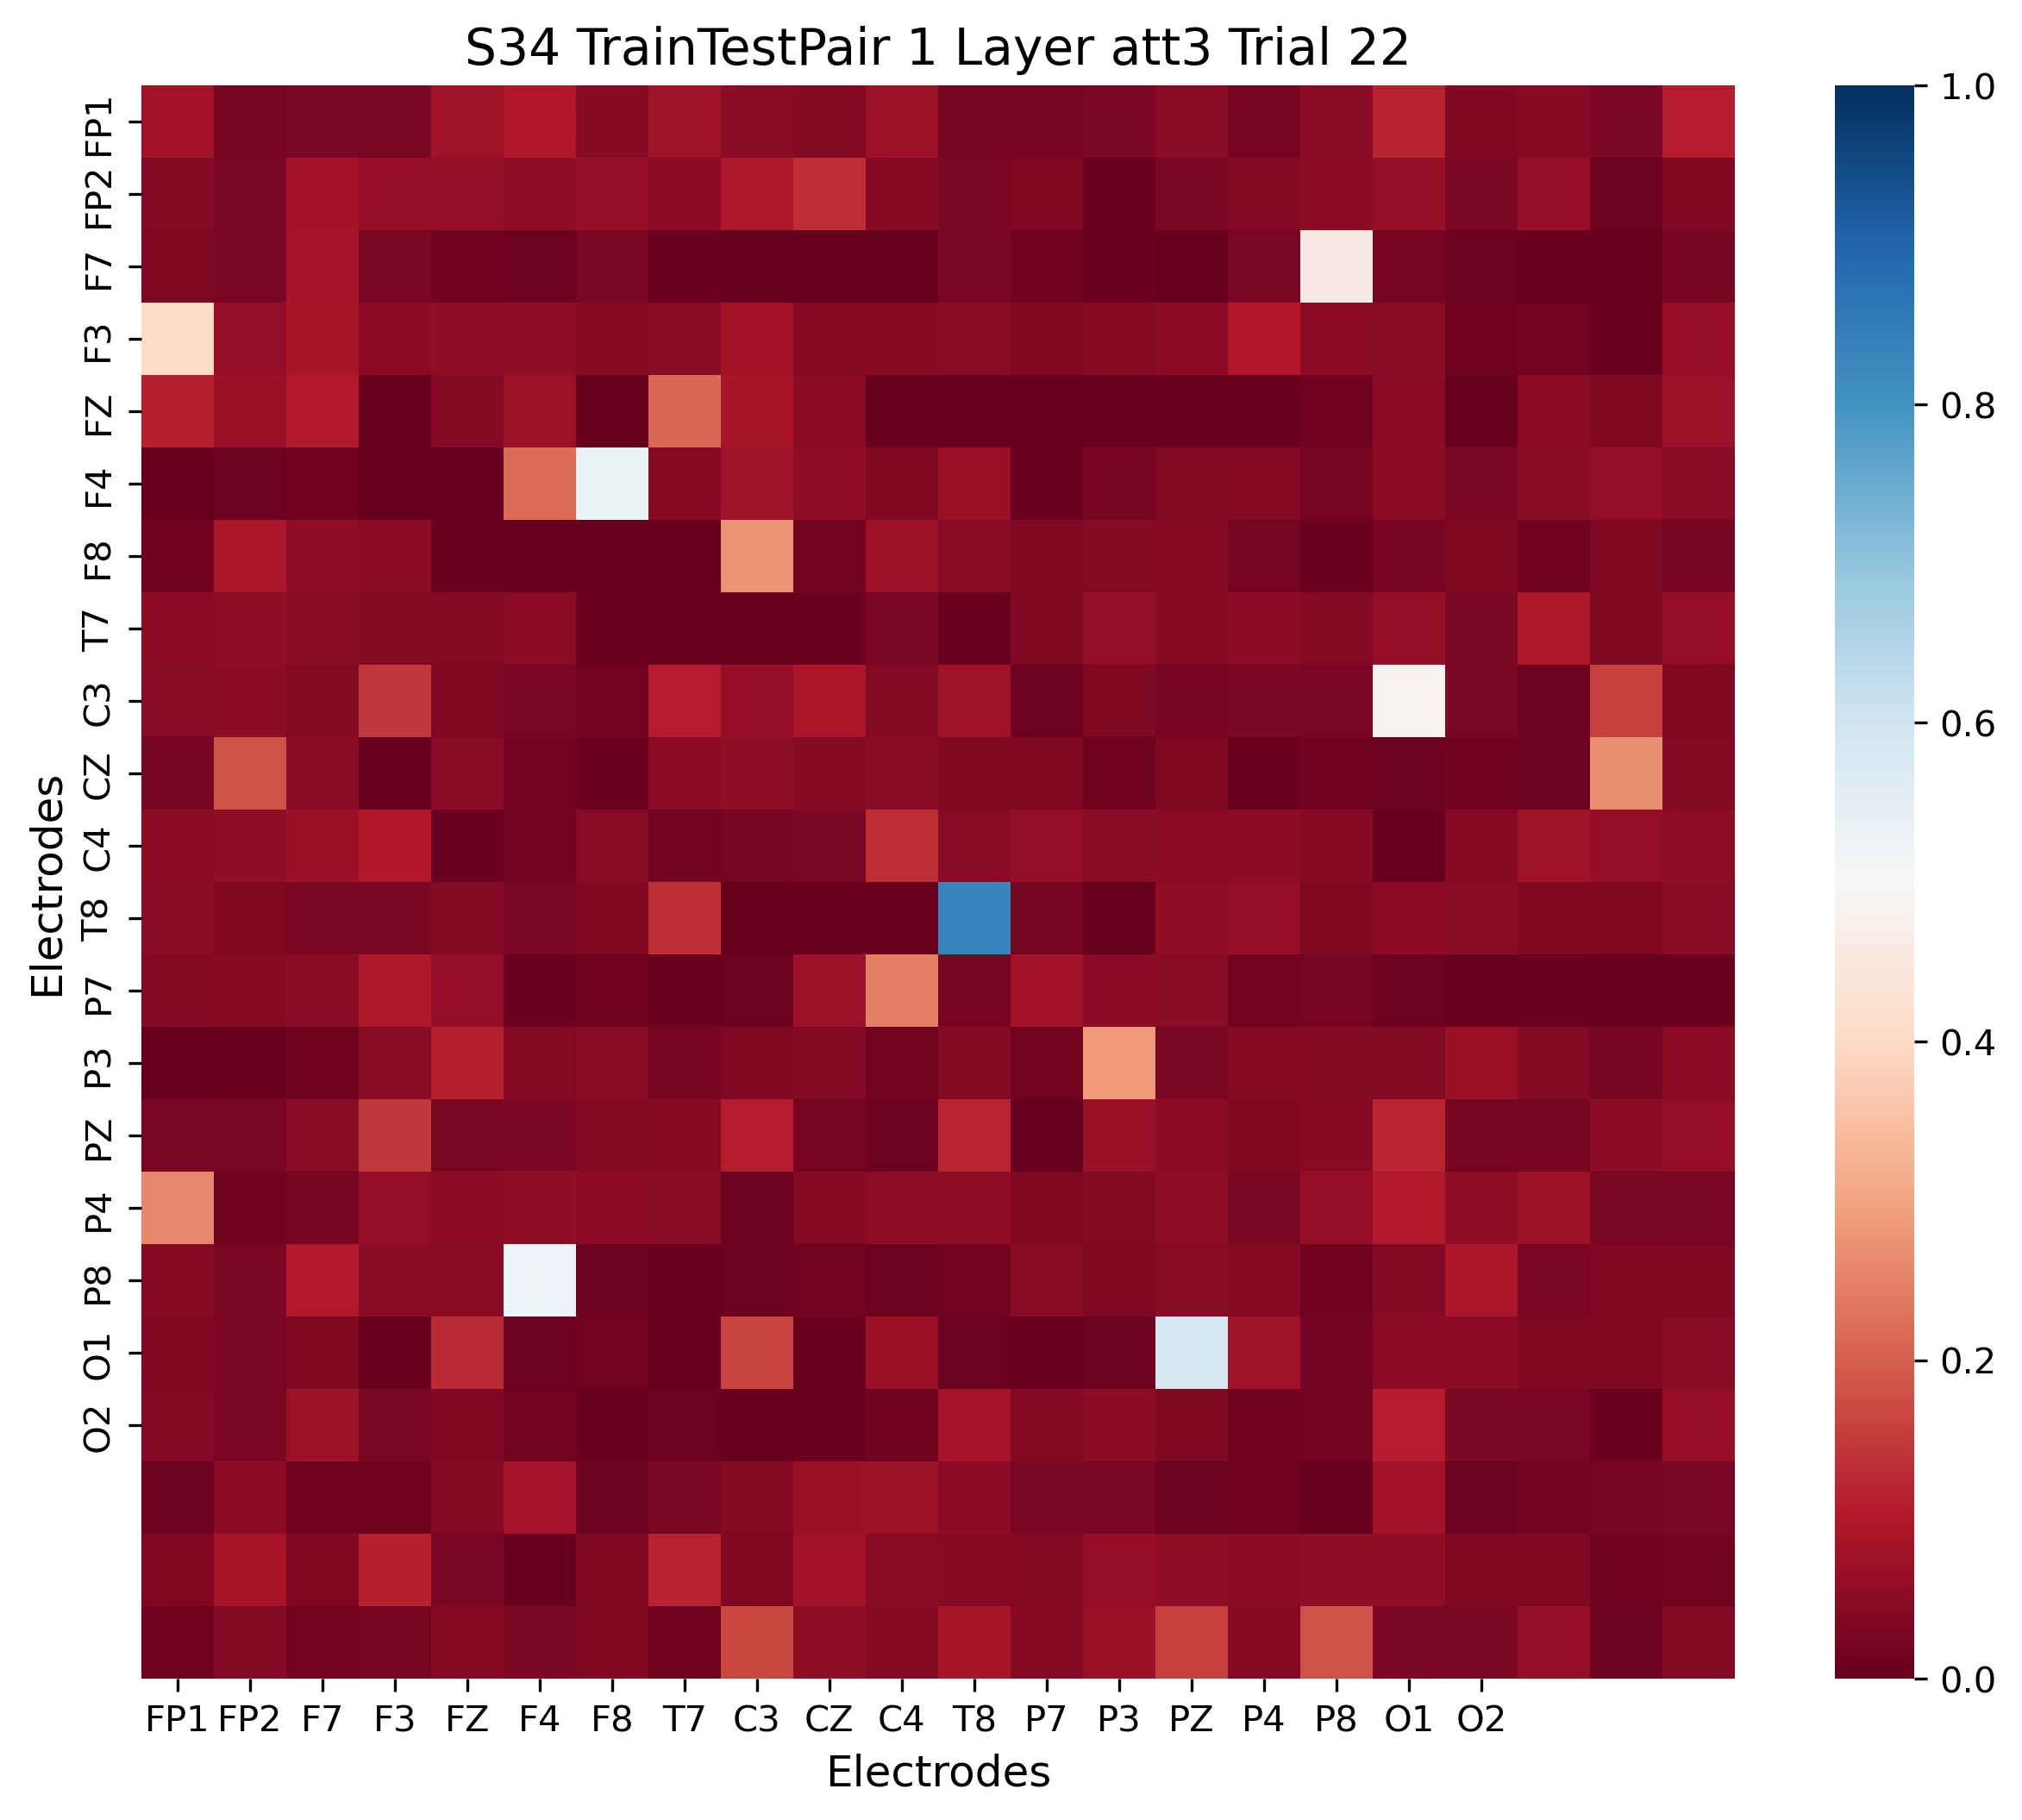 S34 TrainTestPair 1 Layer att3 Trial 22
Electrodes
FP1
FP2
F7
F3
FZ
F4
F8
T7
C3
CZ
C4
T8
P7
P3
PZ
P4
P8
O1
O2
FP1 FP2 F7 F3 FZ F4 F8 T7 C3 CZ C4 T8 P7 P3 PZ P4 P8 O1 O2
Electrodes
1.0
0.8
0.6
0.4
0.2
0.0